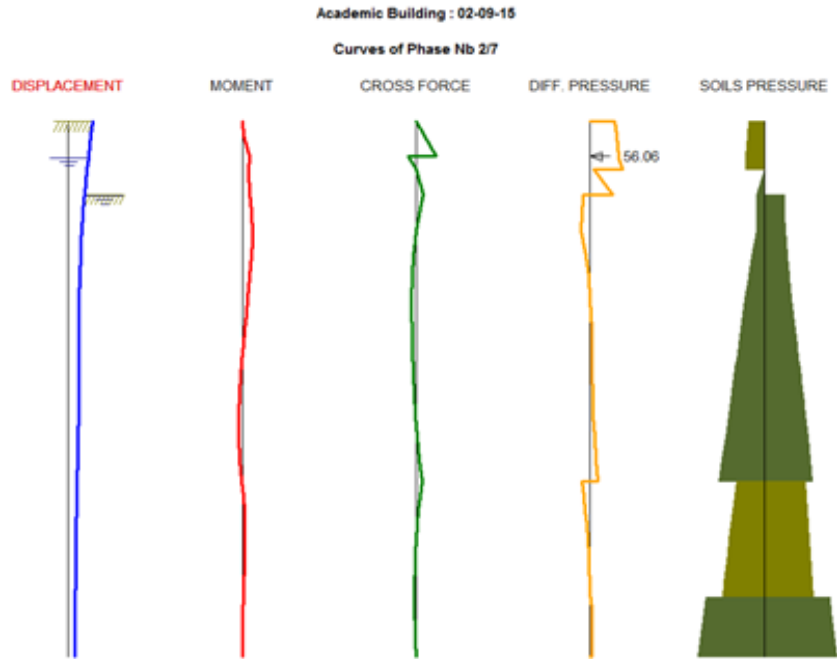 Academic Building : 02-09-15
Curves of Phase Nb 2/7
DISPLACEMENT MOMENT CROSS FORCE DIFF. PRESSURE SOILS PRESSURE
56.06